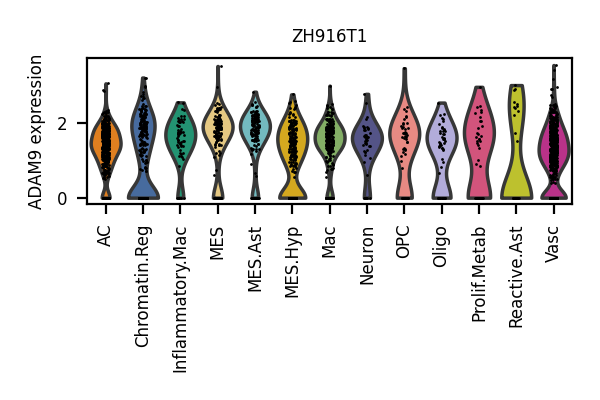 ZH916T1
ADAM9 expression
2
0
AC
Chromatin.Reg
Inflammatory.Mac
MES
MES.Ast
MES.Hyp
Mac
Neuron
OPC
Oligo
Prolif.Metab
Reactive.Ast
Vasc